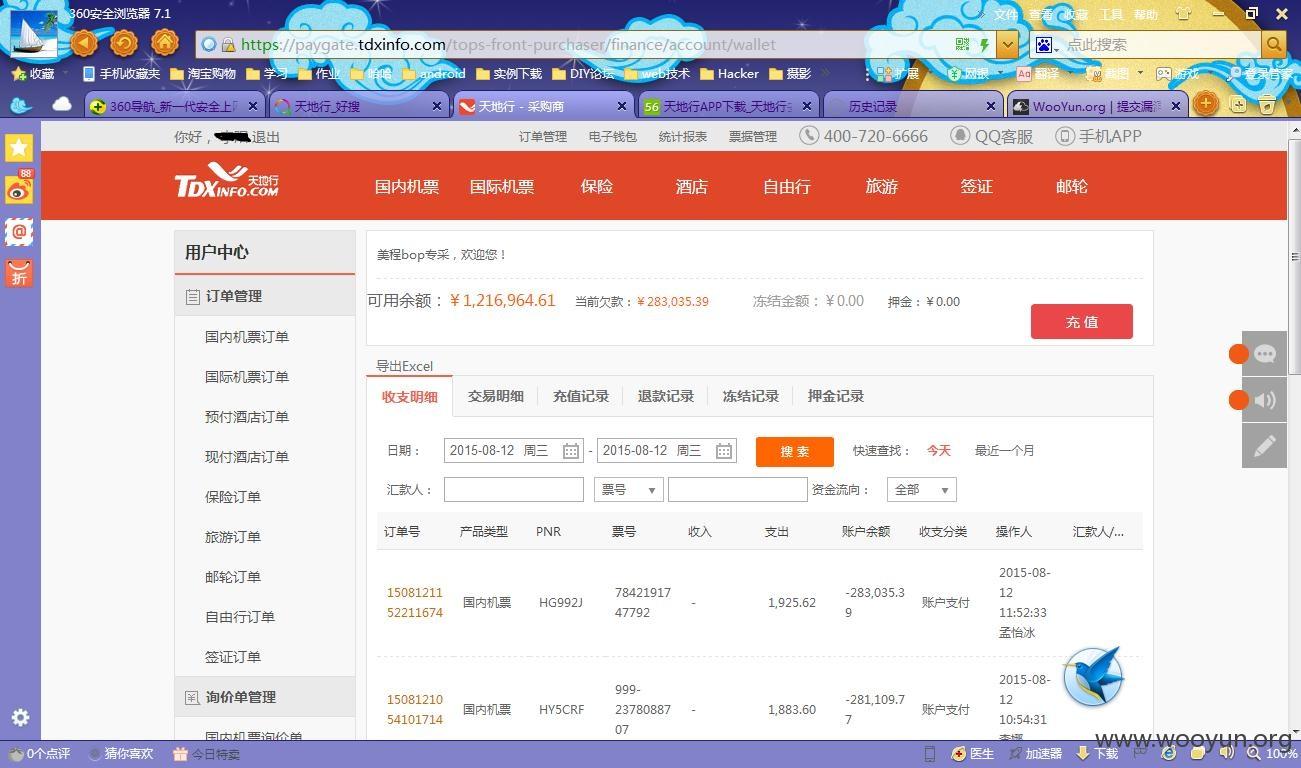 360安全浏览器 7.1
文件 查看 收藏 工具 帮助
https://paygate.tdxinfo.com/tops-front-purchaser/finance/account/wallet
点此搜索
收藏 手机收藏夹 淘宝购物 学习 作业 哈哈 android 实例下载 DIY论坛 web技术 Hacker 摄影 » 扩展 网银 翻译 截图 游戏 登录管家
360导航_新一代安全上 天地行_好搜 天地行 - 采购商 天地行APP下载_天地行 历史记录 WooYun.org | 提交漏
你好， 退出 订单管理 电子钱包 统计报表 票据管理 400-720-6666 QQ客服 手机APP
TDXINFO.COM 天地行
国内机票 国际机票 保险 酒店 自由行 旅游 签证 邮轮
88
折
用户中心
订单管理
国内机票订单
国际机票订单
预付酒店订单
现付酒店订单
保险订单
旅游订单
邮轮订单
自由行订单
签证订单
询价单管理
国内机票询价单
美程bop专采，欢迎您！
可用余额：￥1,216,964.61 当前欠款：￥283,035.39 冻结金额：￥0.00 押金：￥0.00
充 值
导出Excel
收支明细 交易明细 充值记录 退款记录 冻结记录 押金记录
日期： 2015-08-12 周三 - 2015-08-12 周三 搜 索 快速查找： 今天 最近一个月
汇款人： 票号 资金流向： 全部
订单号 产品类型 PNR 票号 收入 支出 账户余额 收支分类 操作人 汇款人/...
1508121152211674 国内机票 HG992J 7842191747792 - 1,925.62 -283,035.39 账户支付 2015-08-12 11:52:33 孟怡冰
1508121054101714 国内机票 HY5CRF 999-2378088707 - 1,883.60 -281,109.77 账户支付 2015-08-12 10:54:31
www.wooyun.org
0个点评 猜你喜欢 今日特卖 医生 加速器 下载 100%